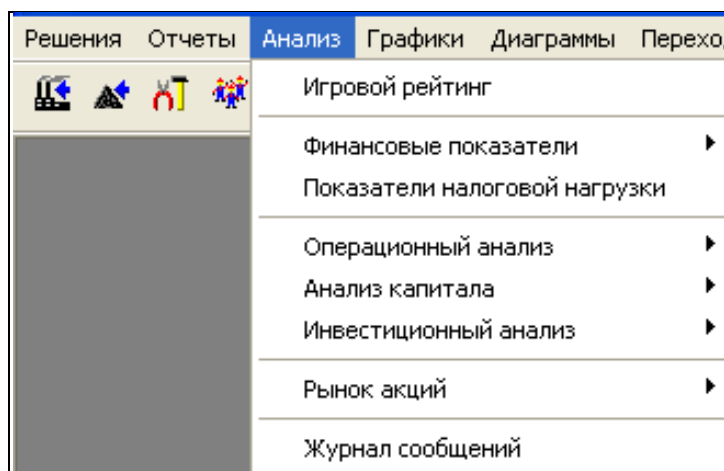 Решения Отчеты Анализ Графики Диаграммы Перехо
Игровой рейтинг
Финансовые показатели
Показатели налоговой нагрузки
Операционный анализ
Анализ капитала
Инвестиционный анализ
Рынок акций
Журнал сообщений